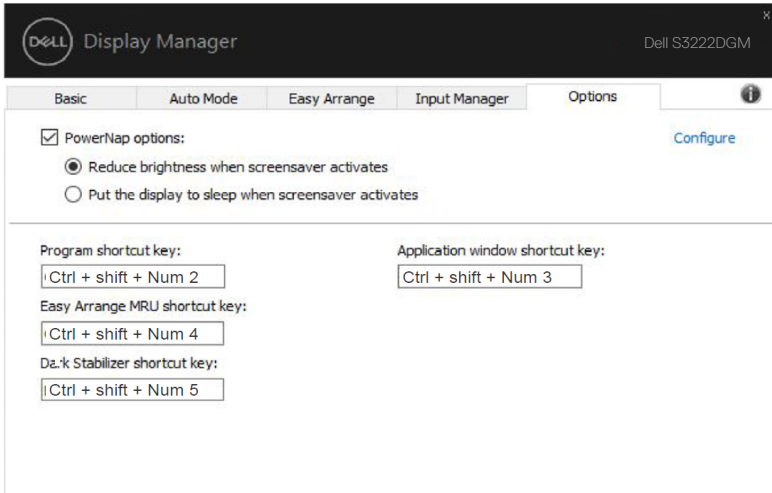 X
DELL Display Manager
Dell S3222DGM
Basic Auto Mode Easy Arrange Input Manager Options
PowerNap options:
Configure
Reduce brightness when screensaver activates
Put the display to sleep when screensaver activates
Program shortcut key:
Application window shortcut key:
Ctrl + shift + Num 2
Ctrl + shift + Num 3
Easy Arrange MRU shortcut key:
Ctrl + shift + Num 4
Dark Stabilizer shortcut key:
Ctrl + shift + Num 5